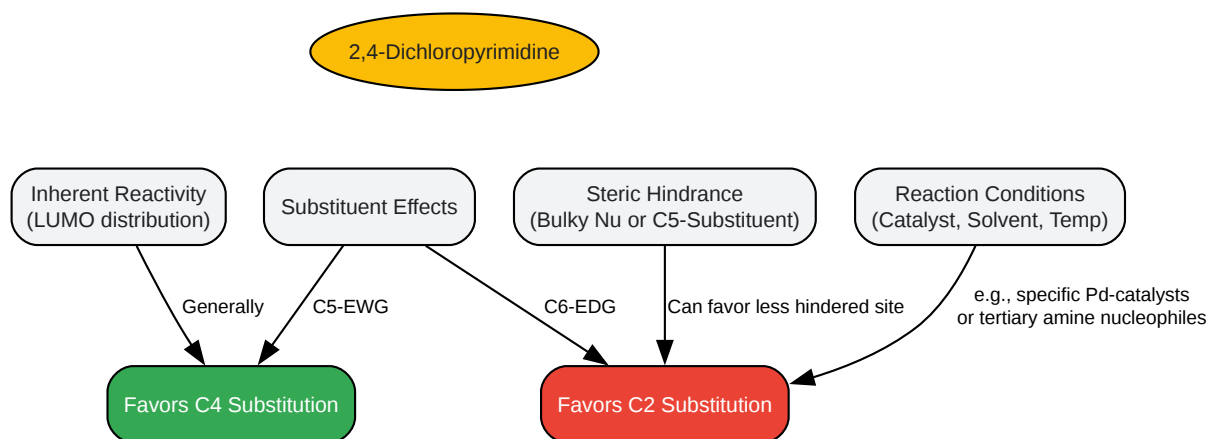 2,4-Dichloropyrimidine
Inherent Reactivity
(LUMO distribution)
Substituent Effects
Steric Hindrance
(Bulky Nu or C5-Substituent)
Reaction Conditions
(Catalyst, Solvent, Temp)
Generally
C5-EWG
C6-EDG
Can favor less hindered site
e.g., specific Pd-catalysts
or tertiary amine nucleophiles
Favors C4 Substitution
Favors C2 Substitution